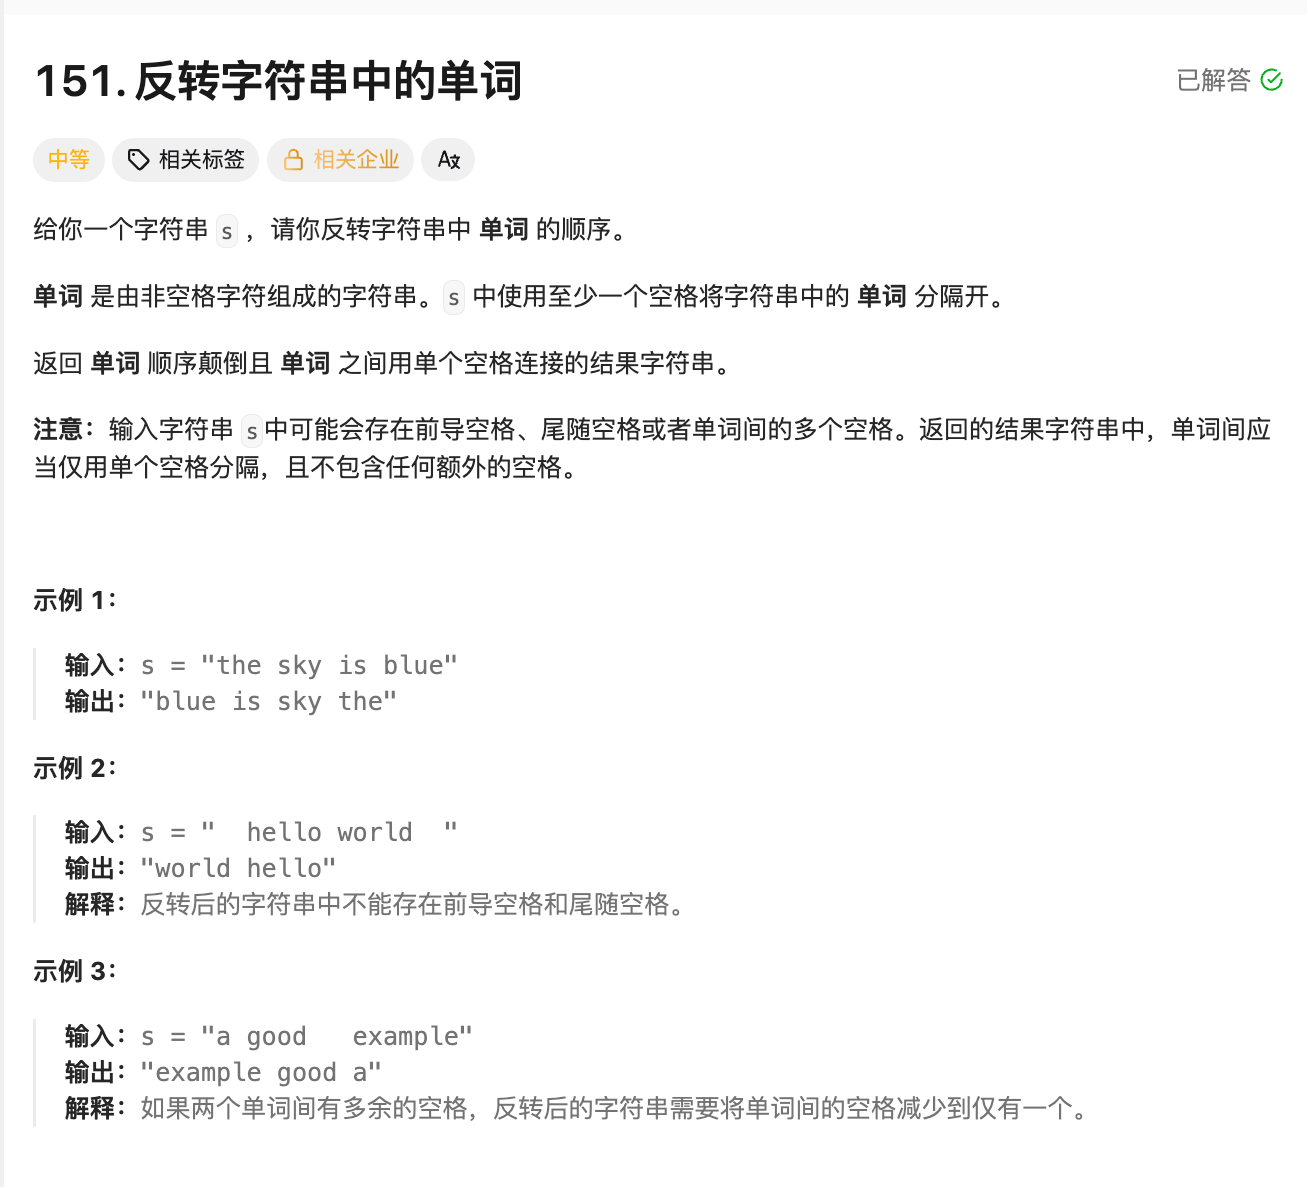 151. 反转字符串中的单词
已解答
中等 相关标签 相关企业 A文
给你一个字符串 s ，请你反转字符串中 单词 的顺序。
单词 是由非空格字符组成的字符串。s 中使用至少一个空格将字符串中的 单词 分隔开。
返回 单词 顺序颠倒且 单词 之间用单个空格连接的结果字符串。
注意：输入字符串 s中可能会存在前导空格、尾随空格或者单词间的多个空格。返回的结果字符串中，单词间应
当仅用单个空格分隔，且不包含任何额外的空格。
示例 1：
输入：s = "the sky is blue"
输出："blue is sky the"
示例 2：
输入：s = "  hello world  "
输出："world hello"
解释：反转后的字符串中不能存在前导空格和尾随空格。
示例 3：
输入：s = "a good   example"
输出："example good a"
解释：如果两个单词间有多余的空格，反转后的字符串需要将单词间的空格减少到仅有一个。